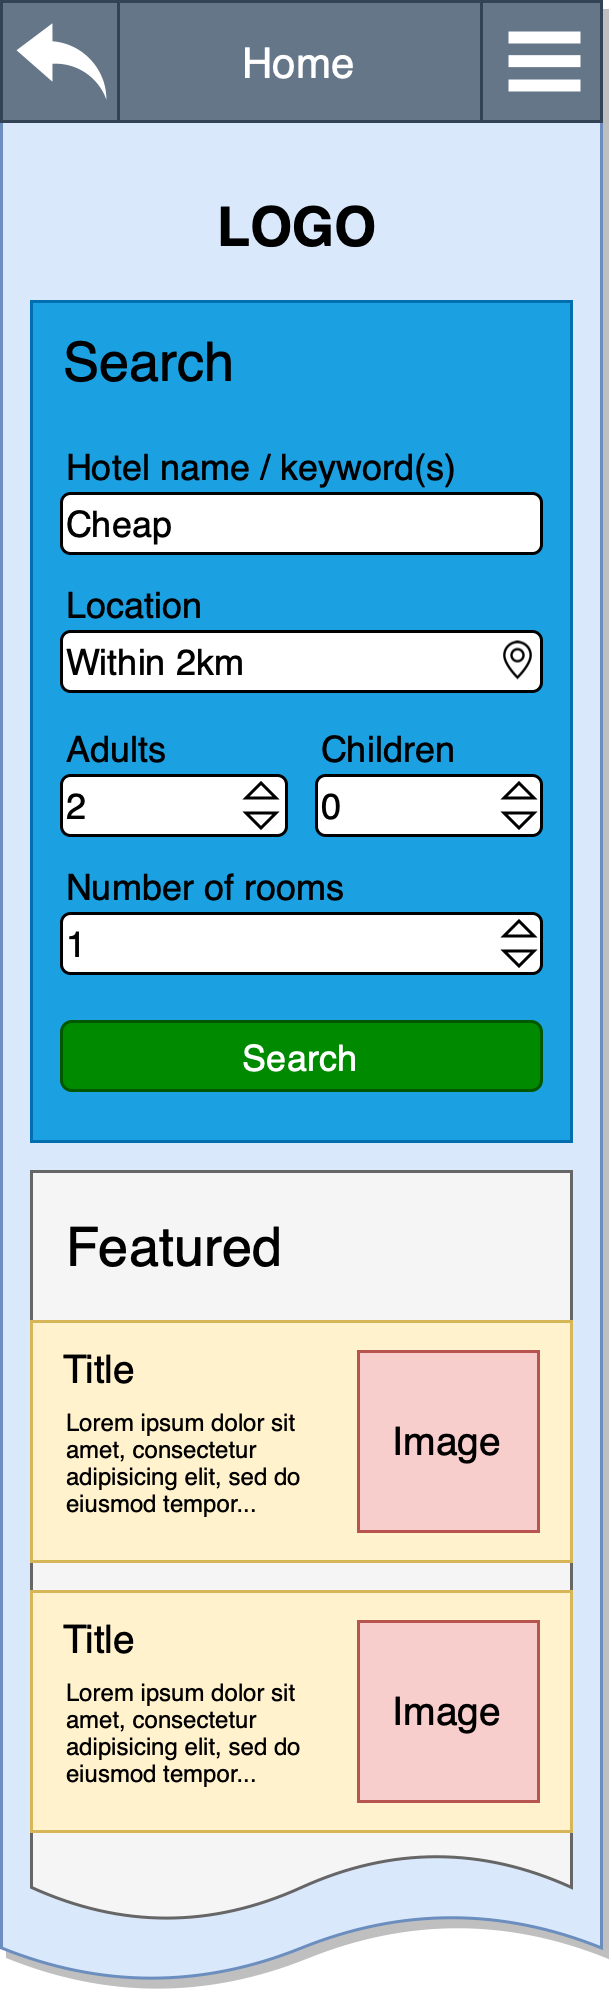 Home
LOGO
Search
Hotel name / keyword(s)
Cheap
Location
Within 2km
Adults
Children
2
0
Number of rooms
1
Search
Featured
Title
Lorem ipsum dolor sit
amet, consectetur
adipisicing elit, sed do
eiusmod tempor...
Image
Title
Lorem ipsum dolor sit
amet, consectetur
adipisicing elit, sed do
eiusmod tempor...
Image